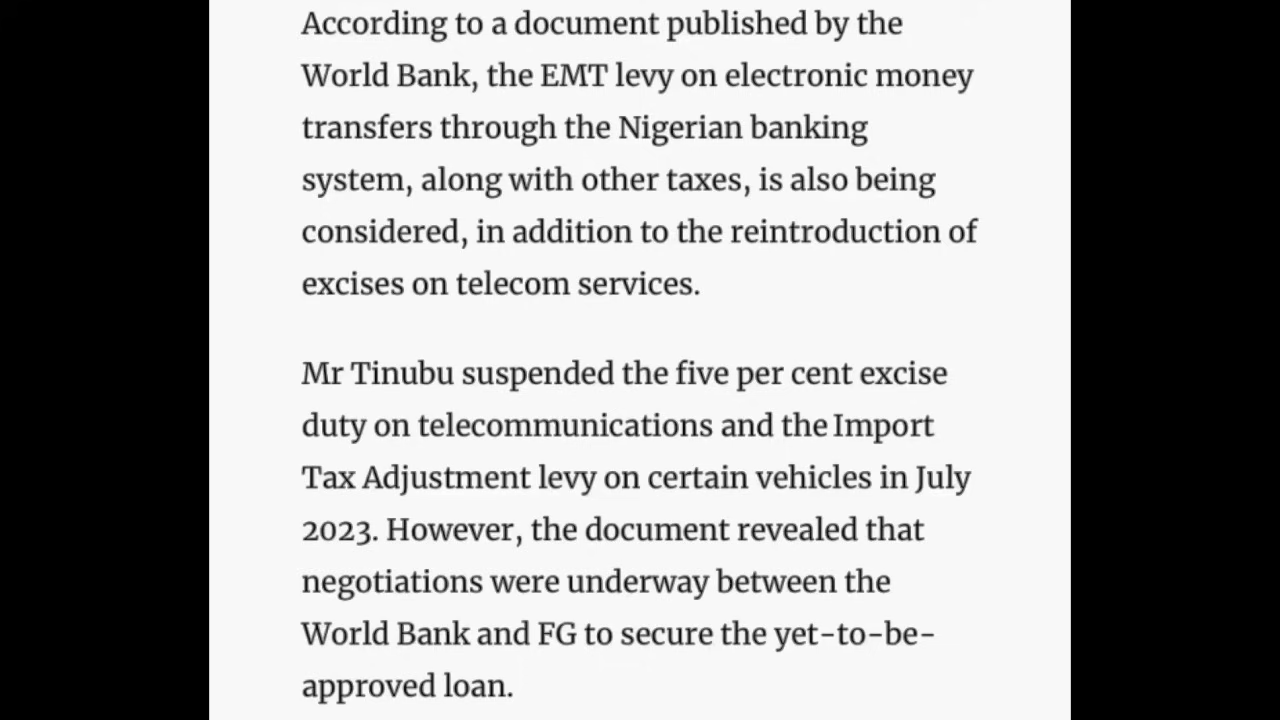 According to a document published by the
World Bank, the EMT levy on electronic money
transfers through the Nigerian banking
system, along with other taxes, is also being
considered, in addition to the reintroduction of
excises on telecom services.
Mr Tinubu suspended the five per cent excise
duty on telecommunications and the Import
Tax Adjustment levy on certain vehicles in July
2023. However, the document revealed that
negotiations were underway between the
World Bank and FG to secure the yet-to-be-
approved loan.